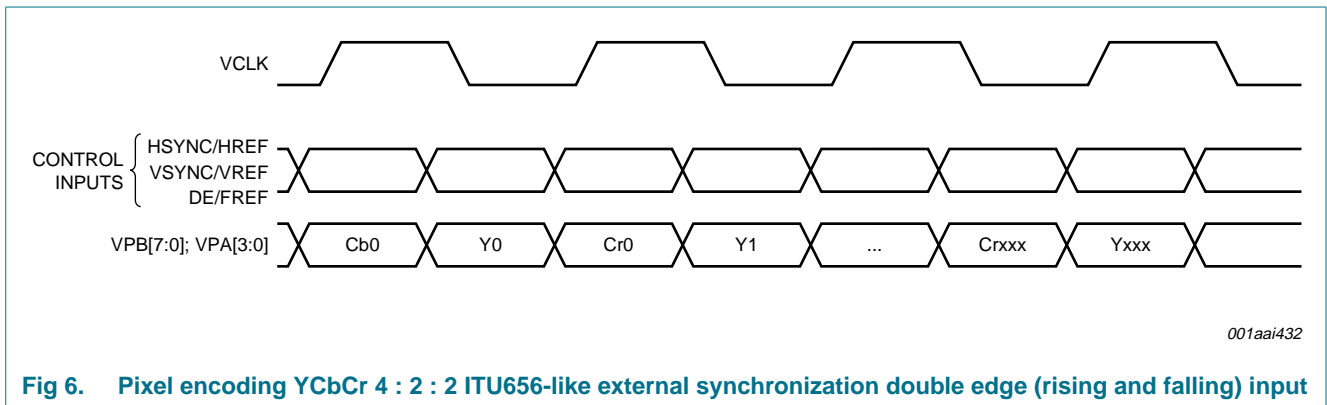 VCLK
CONTROL INPUTS
HSYNC/HREF
VSYNC/VREF
DE/FREF
VPB[7:0]; VPA[3:0] Cb0 Y0 Cr0 Y1 ... Crxxx Yxxx
001aai432
Fig 6. Pixel encoding YCbCr 4 : 2 : 2 ITU656-like external synchronization double edge (rising and falling) input